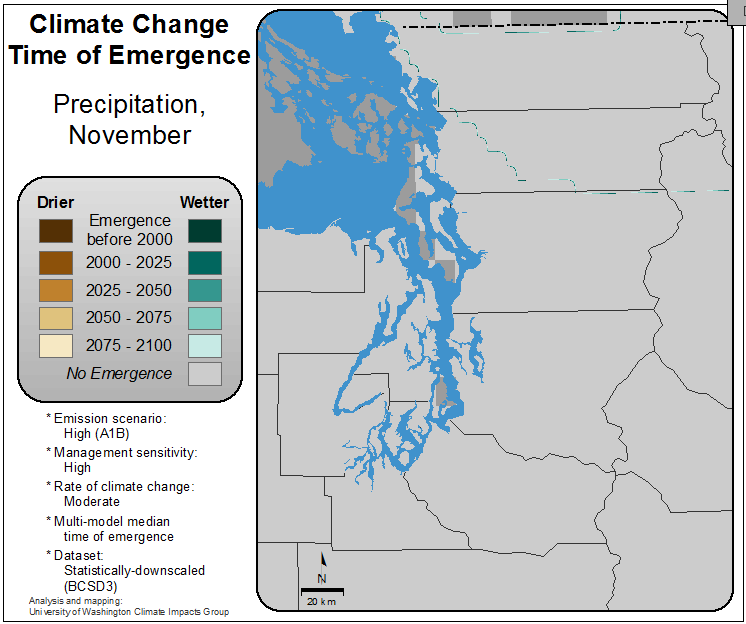 Climate Change
Time of Emergence
Precipitation,
November
Drier
Wetter
Emergence
before 2000
2000 - 2025
2025 - 2050
2050 - 2075
2075 - 2100
No Emergence
* Emission scenario:
High (A1B)
* Management sensitivity:
High
* Rate of climate change:
Moderate
* Multi-model median
time of emergence
* Dataset:
Statistically-downscaled
(BCSD3)
Analysis and mapping:
University of Washington Climate Impacts Group
N
20 km